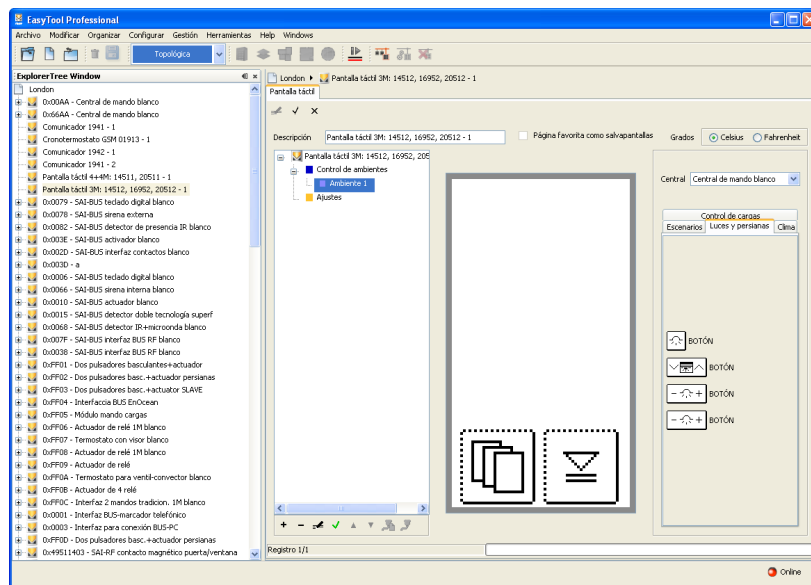 EasyTool Professional
Archivo Modificar Organizar Configurar Gestión Herramientas Help Windows
Topológica
ExplorerTree Window
London
0x00AA - Central de mando blanco
0x66AA - Central de mando blanco
Comunicador 1941 - 1
Cronotermostato GSM 01913 - 1
Comunicador 1942 - 1
Comunicador 1941 - 2
Pantalla táctil 4+4M: 14511, 20511 - 1
Pantalla táctil 3M: 14512, 16952, 20512 - 1
0x0079 - SAI-BUS teclado digital blanco
0x0078 - SAI-BUS sirena externa
0x0082 - SAI-BUS detector de presencia IR blanco
0x003E - SAI-BUS activador blanco
0x002D - SAI-BUS interfaz contactos blanco
0x003D - a
0x0006 - SAI-BUS teclado digital blanco
0x0066 - SAI-BUS sirena interna blanco
0x0010 - SAI-BUS actuador blanco
0x0015 - SAI-BUS detector doble tecnología superf
0x0068 - SAI-BUS detector IR+microonda blanco
0x007F - SAI-BUS interfaz BUS RF blanco
0x0038 - SAI-BUS interfaz BUS RF blanco
0xFF01 - Dos pulsadores basculantes+actuador
0xFF02 - Dos pulsadores basc.+actuador persianas
0xFF03 - Dos pulsadores basc.+actuator SLAVE
0xFF04 - Interfaccia BUS EnOcean
0xFF05 - Módulo mando cargas
0xFF06 - Actuador de relé 1M blanco
0xFF07 - Termostato con visor blanco
0xFF08 - Actuador de relé 1M blanco
0xFF09 - Actuador de relé
0xFF0A - Termostato para ventil-convector blanco
0xFF0B - Actuador de 4 relé
0xFF0C - Interfaz 2 mandos tradicion. 1M blanco
0x0001 - Interfaz BUS-marcador telefónico
0x0003 - Interfaz para conexión BUS-PC
0xFF0D - Dos pulsadores basc.+actuador persianas
0x49511403 - SAI-RF contacto magnético puerta/ventana
London Pantalla táctil 3M: 14512, 16952, 20512 - 1
Pantalla táctil
Descripción Pantalla táctil 3M: 14512, 16952, 20512 - 1 Página favorita como salvapantallas Grados Celsius Fahrenheit
Pantalla táctil 3M: 14512, 16952, 205
Control de ambientes
Ambiente 1
Ajustes
Central Central de mando blanco
Control de cargas
Escenarios Luces y persianas Clima
BOTÓN
BOTÓN
BOTÓN
BOTÓN
Registro 1/1
Online